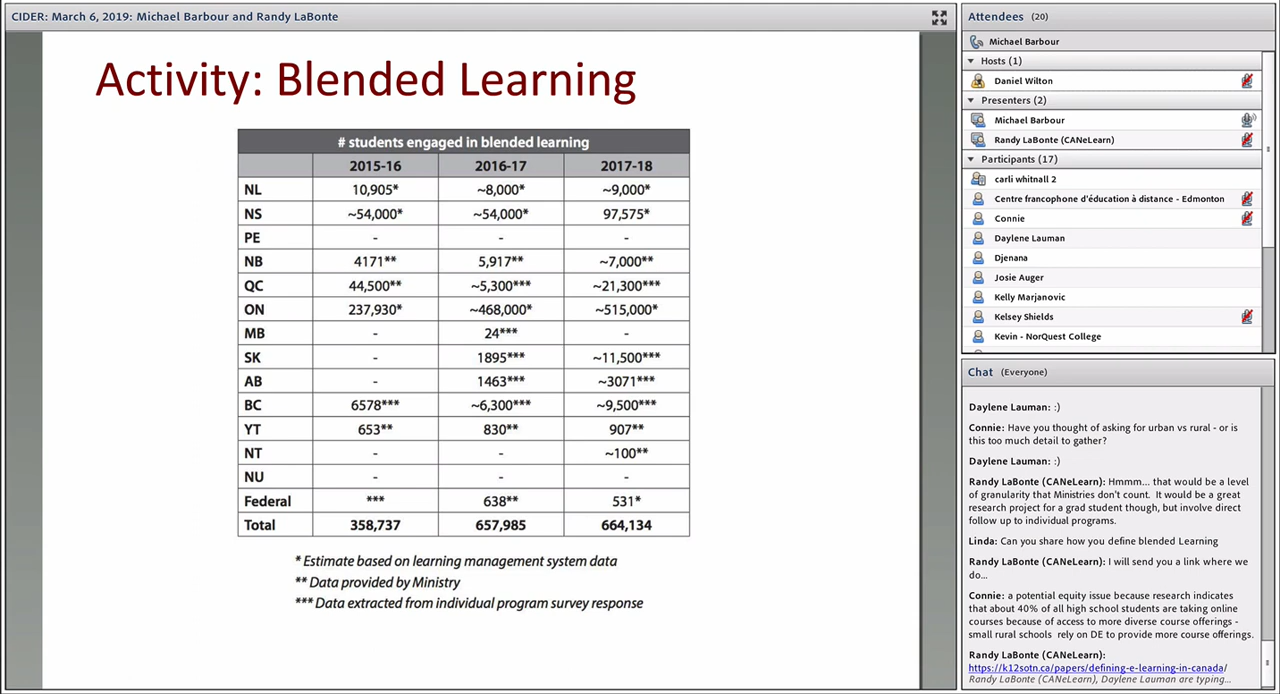 CIDER: March 6, 2019: Michael Barbour and Randy LaBonte
Activity: Blended Learning
# students engaged in blended learning
2015-16 2016-17 2017-18
NL 10,905* ~8,000* ~9,000*
NS ~54,000* ~54,000* 97,575*
PE - - -
NB 4171** 5,917** ~7,000**
QC 44,500** ~5,300*** ~21,300***
ON 237,930* ~468,000* ~515,000*
MB - 24*** -
SK - 1895*** ~11,500***
AB - 1463*** ~3071***
BC 6578*** ~6,300*** ~9,500***
YT 653** 830** 907**
NT - - ~100**
NU - - -
Federal *** 638** 531*
Total 358,737 657,985 664,134
* Estimate based on learning management system data
** Data provided by Ministry
*** Data extracted from individual program survey response
Attendees (20)
Michael Barbour
Hosts (1)
Daniel Wilton
Presenters (2)
Michael Barbour
Randy LaBonte (CANeLearn)
Participants (17)
carli whitnall 2
Centre francophone d'éducation à distance - Edmonton
Connie
Daylene Lauman
Djenana
Josie Auger
Kelly Marjanovic
Kelsey Shields
Kevin - NorQuest College
Chat (Everyone)
Daylene Lauman: :)
Connie: Have you thought of asking for urban vs rural - or is
this too much detail to gather?
Daylene Lauman: :)
Randy LaBonte (CANeLearn): Hmmm... that would be a level
of granularity that Ministries don't count. It would be a great
research project for a grad student though, but involve direct
follow up to individual programs.
Linda: Can you share how you define blended Learning
Randy LaBonte (CANeLearn): I will send you a link where we
do...
Connie: a potential equity issue because research indicates
that about 40% of all high school students are taking online
courses because of access to more diverse course offerings -
small rural schools rely on DE to provide more course offerings.
Randy LaBonte (CANeLearn):
https://k12sotn.ca/papers/defining-e-learning-in-canada/
Randy LaBonte (CANeLearn), Daylene Lauman are typing...